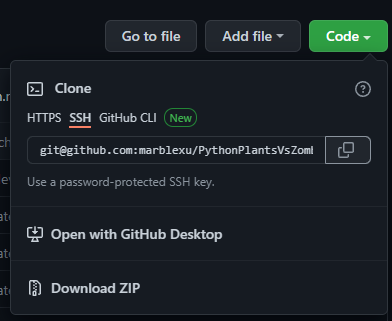 Go to file Add file Code
Clone
HTTPS SSH GitHub CLI New
git@github.com:marblexu/PythonPlantsVsZom
Use a password-protected SSH key.
Open with GitHub Desktop
Download ZIP